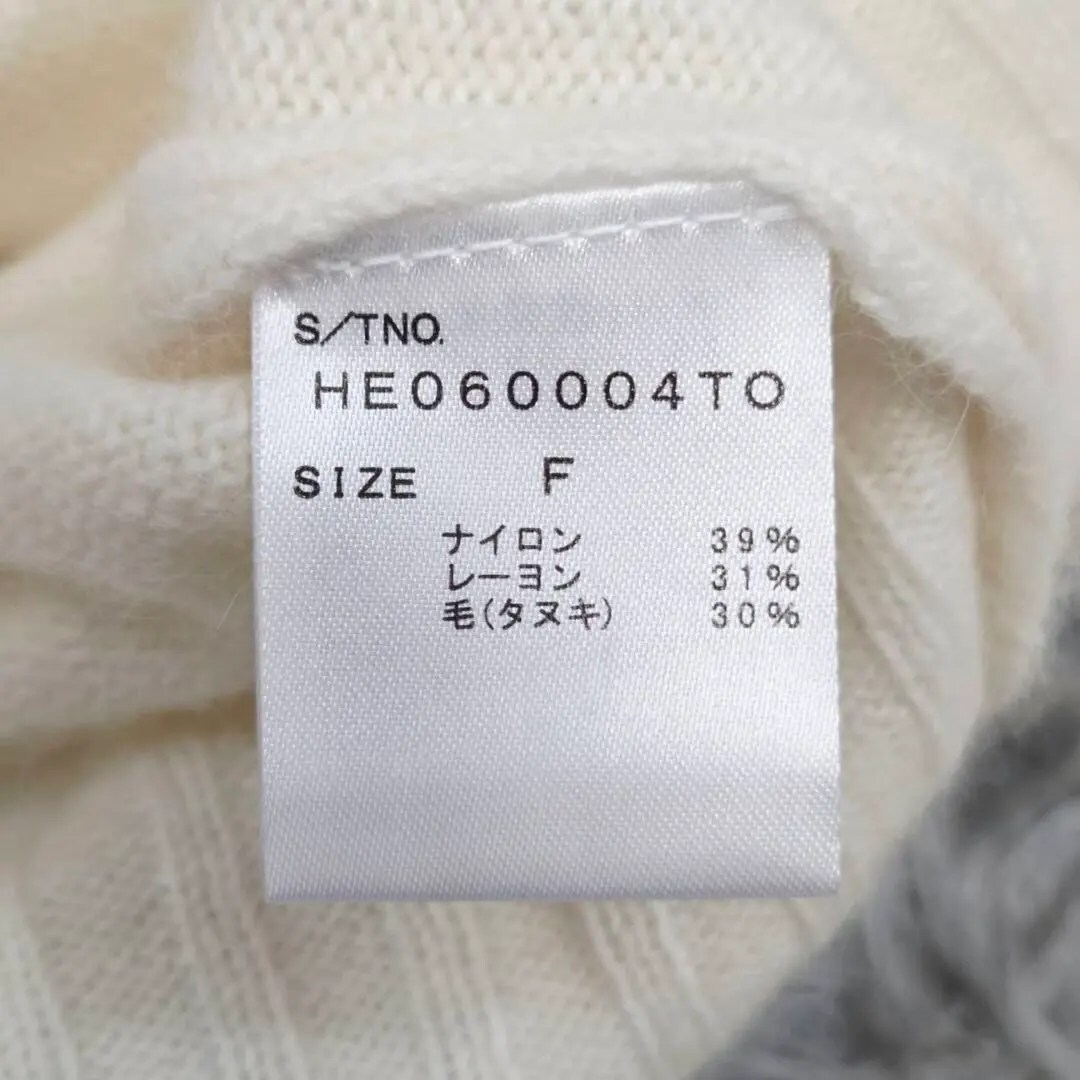 S/TNO.
HE060004TO
SIZE F
ナイロン 39%
レーヨン 31%
毛(タヌキ) 30%